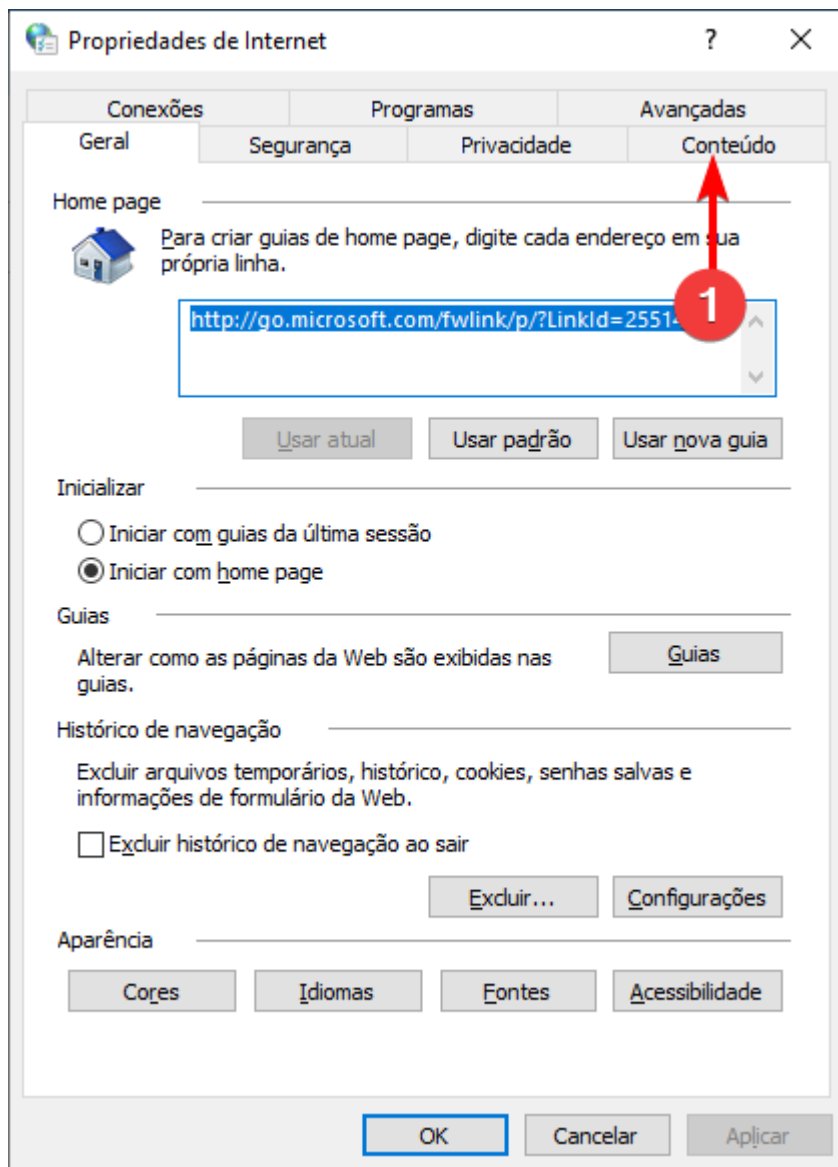 Propriedades de Internet
Conexões Programas Avançadas
Geral Segurança Privacidade Conteúdo
Home page
Para criar guias de home page, digite cada endereço em sua
própria linha.
1
http://go.microsoft.com/fwlink/p/?LinkId=2551
Usar atual Usar padrão Usar nova guia
Inicializar
Iniciar com guias da última sessão
Iniciar com home page
Guias
Alterar como as páginas da Web são exibidas nas
guias.
Guias
Histórico de navegação
Excluir arquivos temporários, histórico, cookies, senhas salvas e
informações de formulário da Web.
Excluir histórico de navegação ao sair
Excluir... Configurações
Aparência
Cores Idiomas Fontes Acessibilidade
OK Cancelar Aplicar